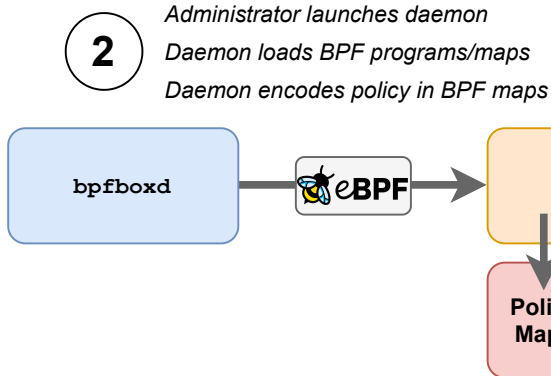 2
Administrator launches daemon
Daemon loads BPF programs/maps
Daemon encodes policy in BPF maps
bpfboxd
eBPF